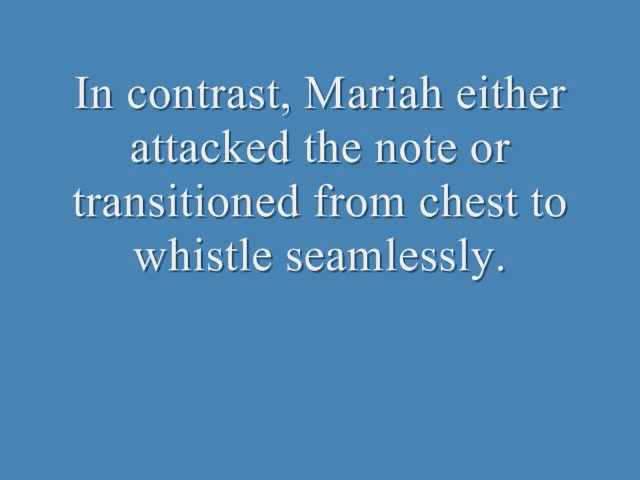 In contrast, Mariah either
attacked the note or
transitioned from chest to
whistle seamlessly.